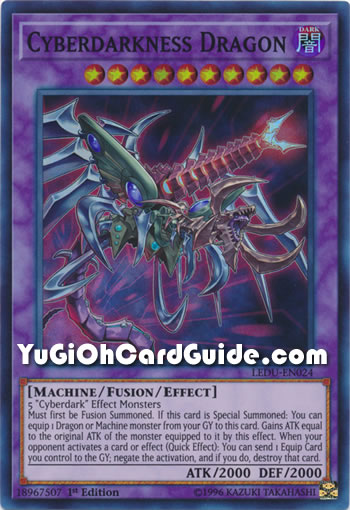 CYBERDARKNESS DRAGON
DARK
闇
YuGiOhCardGuide.com
LEDU-EN024
[MACHINE/FUSION/EFFECT]
5 "Cyberdark" Effect Monsters
Must first be Fusion Summoned. If this card is Special Summoned: You can
equip 1 Dragon or Machine monster from your GY to this card. Gains ATK equal
to the original ATK of the monster equipped to it by this effect. When your
opponent activates a card or effect (Quick Effect): You can send 1 Equip Card
you control to the GY; negate the activation, and if you do, destroy that card.
ATK/2000 DEF/2000
18967507 1st Edition ©1996 KAZUKI TAKAHASHI